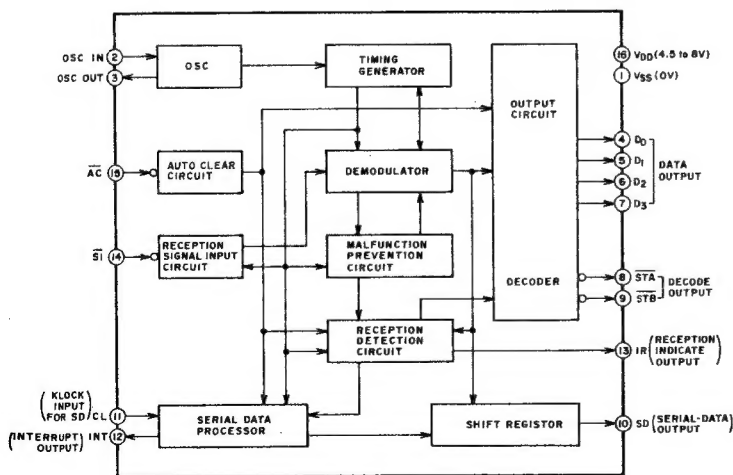 OSC IN 2
OSC OUT 3
OSC
TIMING
GENERATOR
OUTPUT
CIRCUIT
DECODER
16 VDD (4.5 to 8V)
1 VSS (0V)
AC 15
AUTO CLEAR
CIRCUIT
DEMODULATOR
4 D0
5 D1
6 D2
7 D3
DATA
OUTPUT
SI 14
RECEPTION
SIGNAL INPUT
CIRCUIT
MALFUNCTION
PREVENTION
CIRCUIT
8 STA
9 STB
DECODE
OUTPUT
RECEPTION
DETECTION
CIRCUIT
13 IR (RECEPTION
INDICATE
OUTPUT)
(KLOCK
INPUT
FOR SD) CL 11
(INTERRUPT
OUTPUT) INT 12
SERIAL DATA
PROCESSOR
SHIFT REGISTOR
10 SD (SERIAL-DATA
OUTPUT)